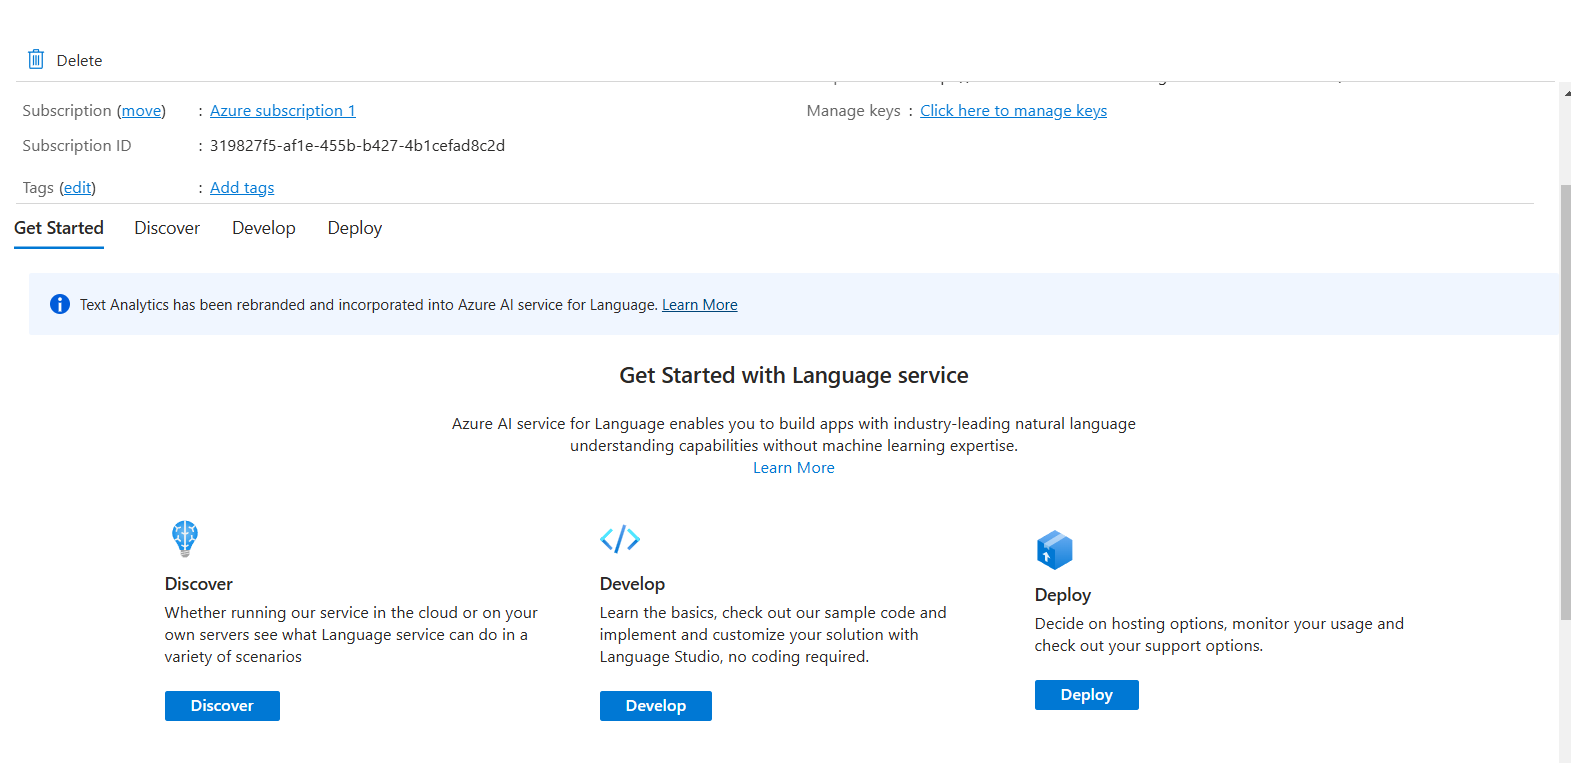 Delete
Subscription (move) : Azure subscription 1
Manage keys : Click here to manage keys
Subscription ID : 319827f5-af1e-455b-b427-4b1cefad8c2d
Tags (edit) : Add tags
Get Started Discover Develop Deploy
Text Analytics has been rebranded and incorporated into Azure AI service for Language. Learn More
Get Started with Language service
Azure AI service for Language enables you to build apps with industry-leading natural language
understanding capabilities without machine learning expertise.
Learn More
Discover
Whether running our service in the cloud or on your
own servers see what Language service can do in a
variety of scenarios
Discover
Develop
Learn the basics, check out our sample code and
implement and customize your solution with
Language Studio, no coding required.
Develop
Deploy
Decide on hosting options, monitor your usage and
check out your support options.
Deploy